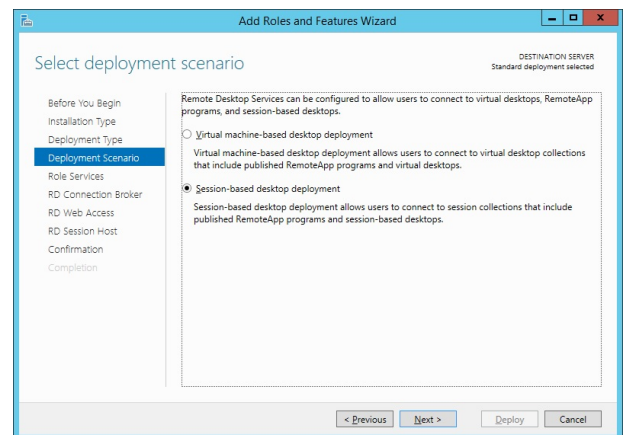 Add Roles and Features Wizard
Select deployment scenario
DESTINATION SERVER
Standard deployment selected
Before You Begin
Installation Type
Deployment Type
Deployment Scenario
Role Services
RD Connection Broker
RD Web Access
RD Session Host
Confirmation
Completion
Remote Desktop Services can be configured to allow users to connect to virtual desktops, RemoteApp
programs, and session-based desktops.
Virtual machine-based desktop deployment
Virtual machine-based desktop deployment allows users to connect to virtual desktop collections
that include published RemoteApp programs and virtual desktops.
Session-based desktop deployment
Session-based desktop deployment allows users to connect to session collections that include
published RemoteApp programs and session-based desktops.
< Previous
Next >
Deploy
Cancel